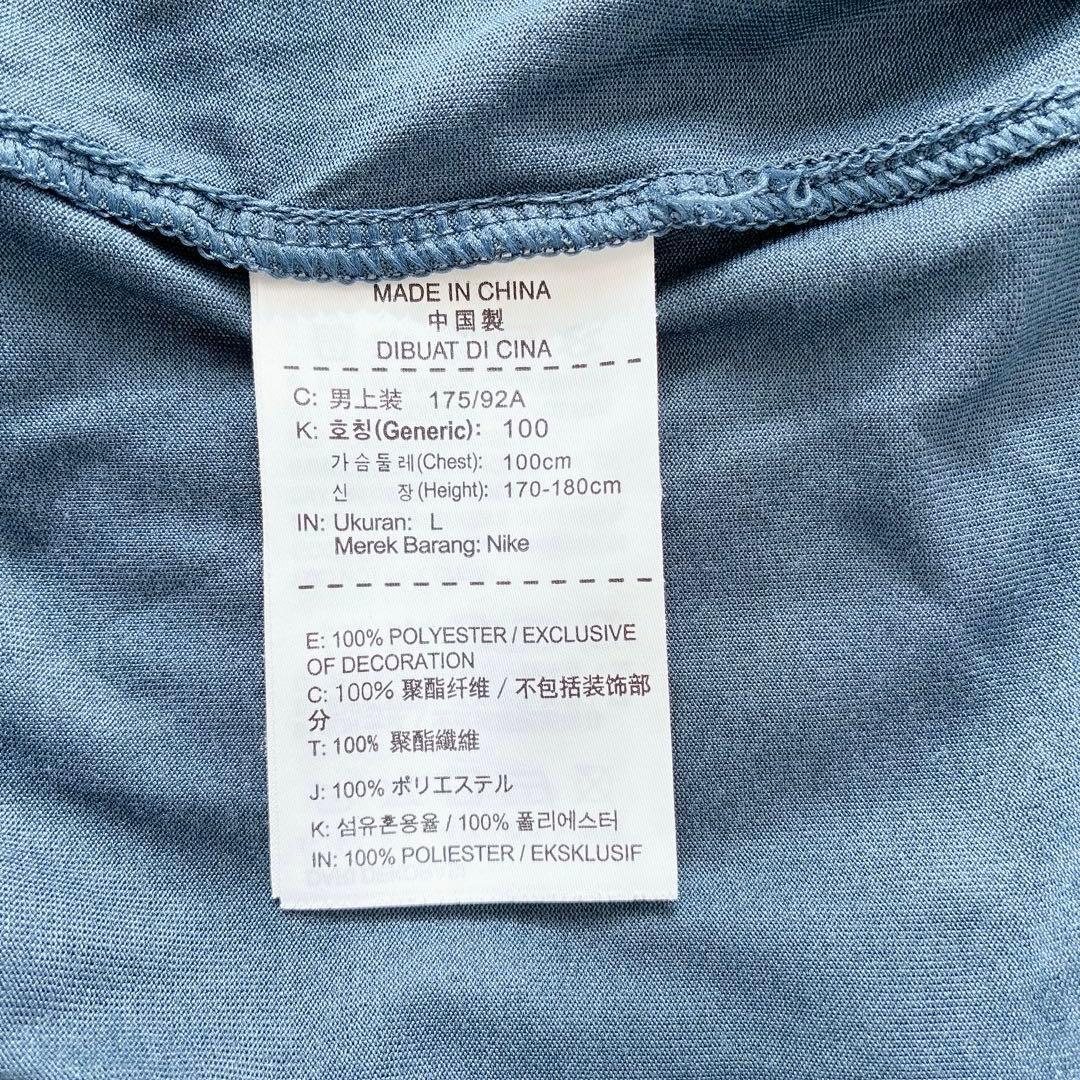 MADE IN CHINA
中国製
DIBUAT DI CINA
C: 男上装 175/92A
K: 호칭(Generic): 100
가슴둘레(Chest): 100cm
신 장(Height): 170-180cm
IN: Ukuran: L
Merek Barang: Nike
E: 100% POLYESTER / EXCLUSIVE
OF DECORATION
C: 100% 聚酯纤维 / 不包括装饰部
分
T: 100% 聚酯纖維
J: 100% ポリエステル
K: 섬유혼용율 / 100% 폴리에스터
IN: 100% POLIESTER / EKSKLUSIF